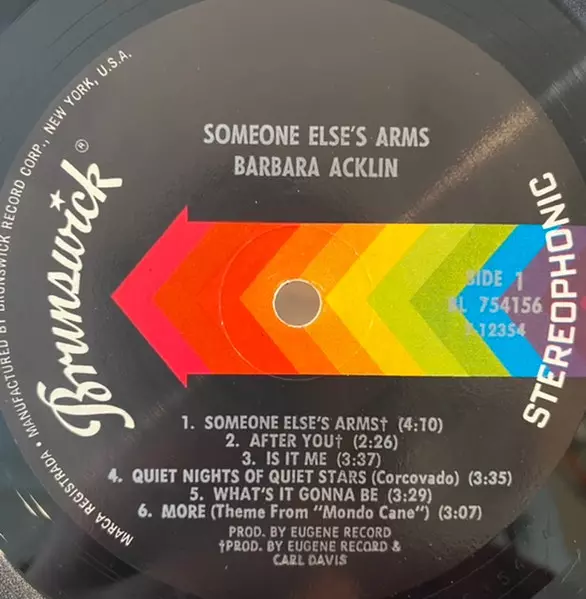 SOMEONE ELSE'S ARMS
BARBARA ACKLIN
Brunswick®
MARCA REGISTRADA • MANUFACTURED BY BRUNSWICK RECORD CORP., NEW YORK, U.S.A.
STEREOPHONIC
SIDE 1
BL 754156
1. SOMEONE ELSE'S ARMS† (4:10)
2. AFTER YOU† (2:26)
3. IS IT ME (3:37)
4. QUIET NIGHTS OF QUIET STARS (Corcovado) (3:35)
5. WHAT'S IT GONNA BE (3:29)
6. MORE (Theme From "Mondo Cane") (3:07)
PROD. BY EUGENE RECORD
†PROD. BY EUGENE RECORD &
CARL DAVIS